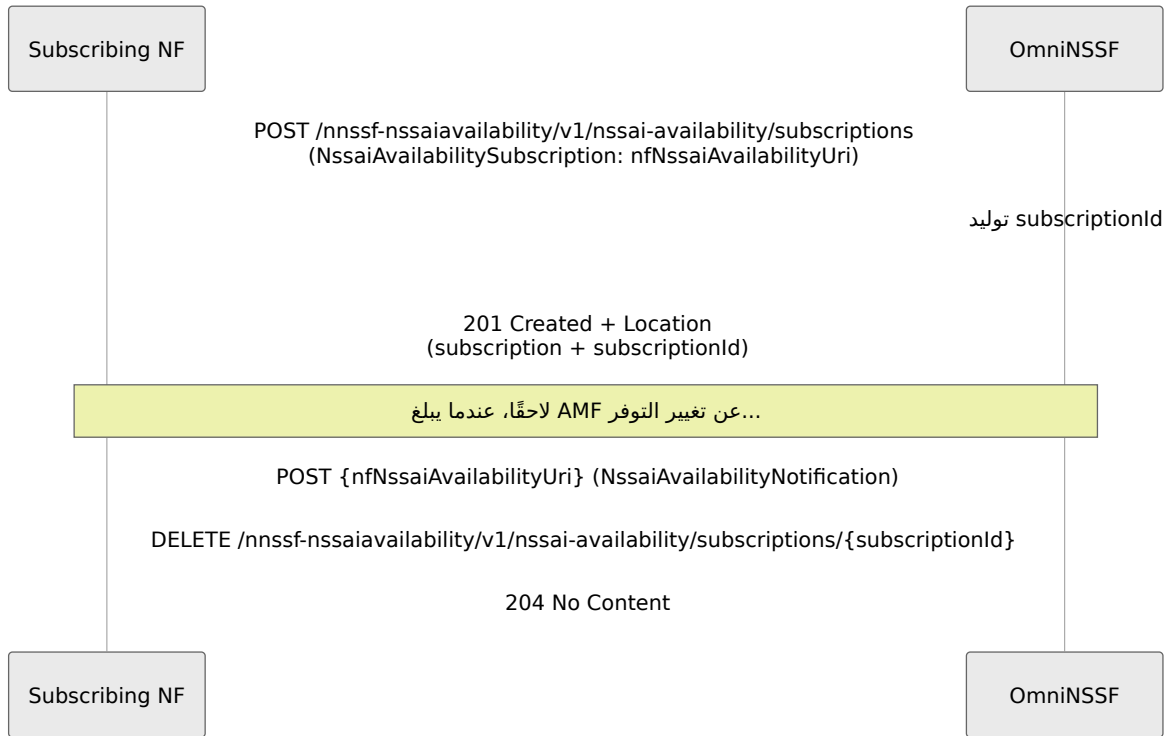 Subscribing NF
OmniNSSF
POST /nnssf-nssaiavailability/v1/nssai-availability/subscriptions
(NssaiAvailabilitySubscription: nfNssaiAvailabilityUri)
توليد subscriptionId
201 Created + Location
(subscription + subscriptionId)
لاحقًا، عندما يبلغ AMF عن تغيير التوفر...
POST {nfNssaiAvailabilityUri} (NssaiAvailabilityNotification)
DELETE /nnssf-nssaiavailability/v1/nssai-availability/subscriptions/{subscriptionId}
204 No Content
Subscribing NF
OmniNSSF